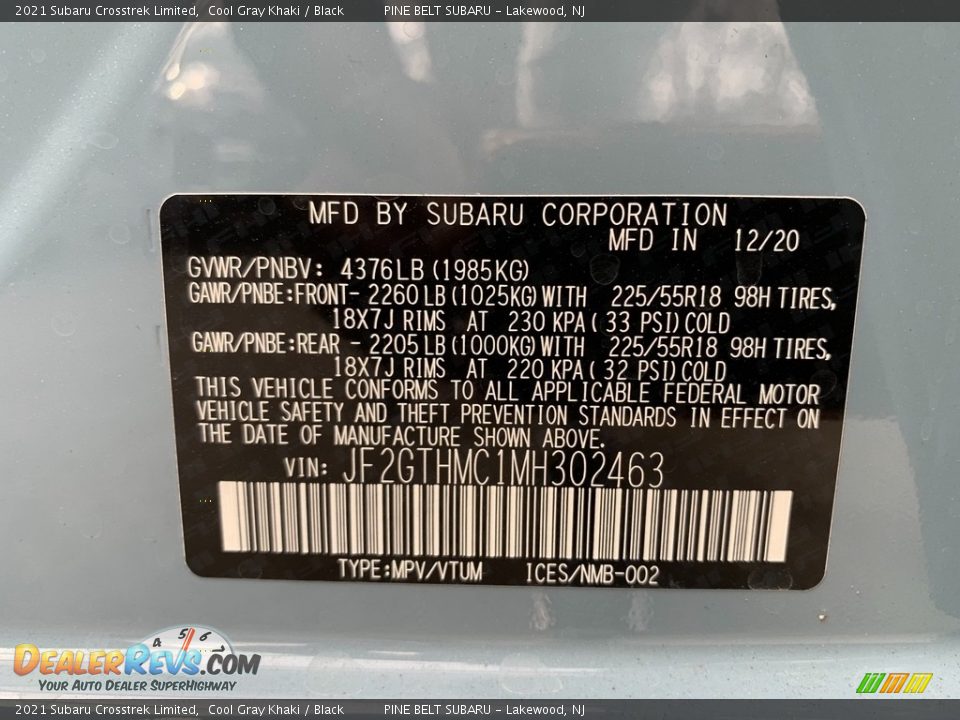 2021 Subaru Crosstrek Limited, Cool Gray Khaki / Black PINE BELT SUBARU - Lakewood, NJ
MFD BY SUBARU CORPORATION
MFD IN 12/20
GVWR/PNBV: 4376LB (1985KG)
GAWR/PNBE:FRONT- 2260 LB (1025KG) WITH 225/55R18 98H TIRES,
18X7J RIMS AT 230 KPA ( 33 PSI) COLD
GAWR/PNBE:REAR - 2205 LB (1000KG) WITH 225/55R18 98H TIRES,
18X7J RIMS AT 220 KPA ( 32 PSI) COLD
THIS VEHICLE CONFORMS TO ALL APPLICABLE FEDERAL MOTOR
VEHICLE SAFETY AND THEFT PREVENTION STANDARDS IN EFFECT ON
THE DATE OF MANUFACTURE SHOWN ABOVE.
VIN: JF2GTHMC1MH302463
TYPE:MPV/VTUM ICES/NMB-002
4 5 6
DEALERREVS.COM
YOUR AUTO DEALER SUPERHIGHWAY
2021 Subaru Crosstrek Limited, Cool Gray Khaki / Black PINE BELT SUBARU - Lakewood, NJ